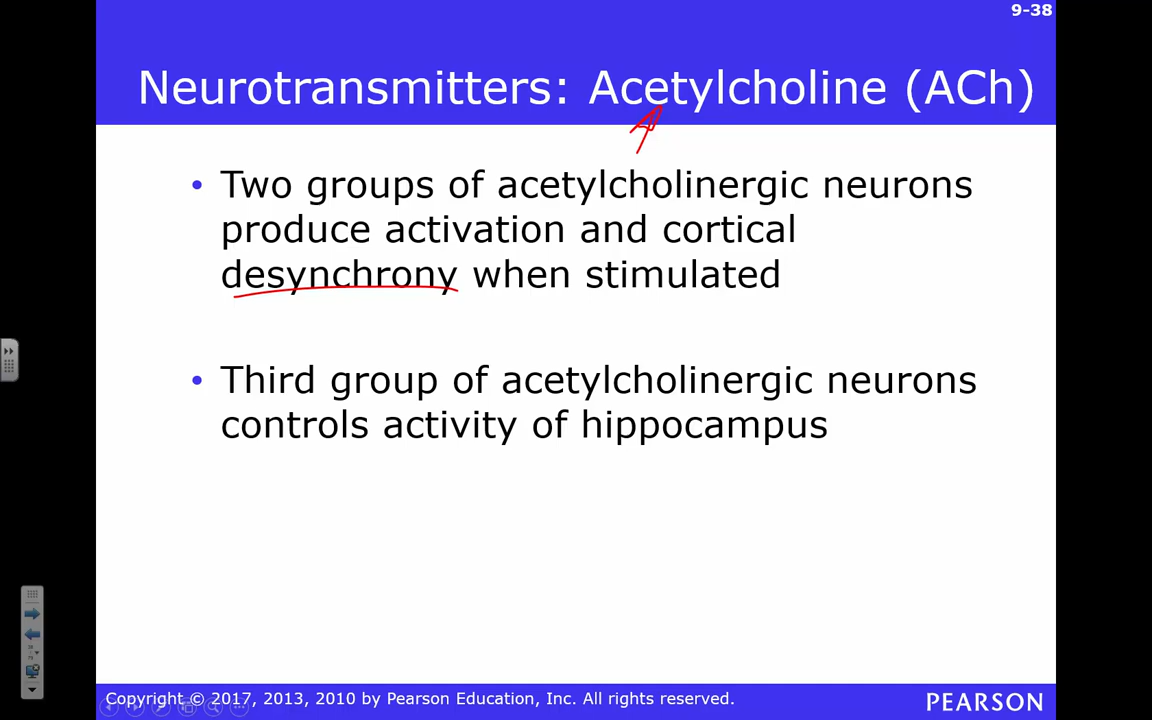 9-38
Neurotransmitters: Acetylcholine (ACh)
• Two groups of acetylcholinergic neurons
produce activation and cortical
desynchrony when stimulated
• Third group of acetylcholinergic neurons
controls activity of hippocampus
Copyright © 2017, 2013, 2010 by Pearson Education, Inc. All rights reserved.
PEARSON